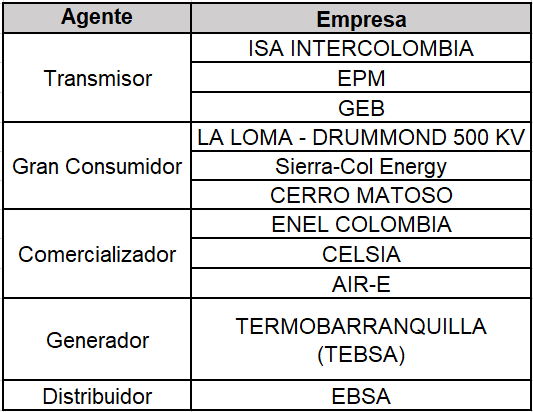 Agente Empresa
Transmisor
ISA INTERCOLOMBIA
EPM
GEB
Gran Consumidor
LA LOMA - DRUMMOND 500 KV
Sierra-Col Energy
CERRO MATOSO
Comercializador
ENEL COLOMBIA
CELSIA
AIR-E
Generador
TERMOBARRANQUILLA
(TEBSA)
Distribuidor EBSA